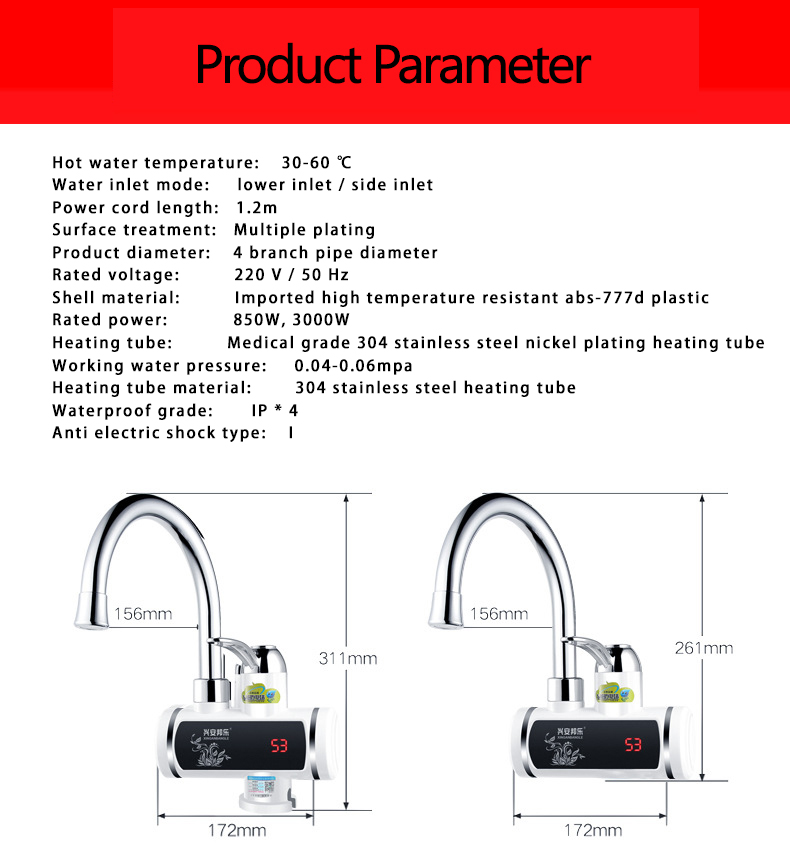 Product Parameter
Hot water temperature: 30-60 ℃
Water inlet mode: lower inlet / side inlet
Power cord length: 1.2m
Surface treatment: Multiple plating
Product diameter: 4 branch pipe diameter
Rated voltage: 220 V / 50 Hz
Shell material: Imported high temperature resistant abs-777d plastic
Rated power: 850W, 3000W
Heating tube: Medical grade 304 stainless steel nickel plating heating tube
Working water pressure: 0.04-0.06mpa
Heating tube material: 304 stainless steel heating tube
Waterproof grade: IP * 4
Anti electric shock type: I
156mm
311mm
兴安邦乐
53
172mm
156mm
261mm
兴安邦乐
53
172mm